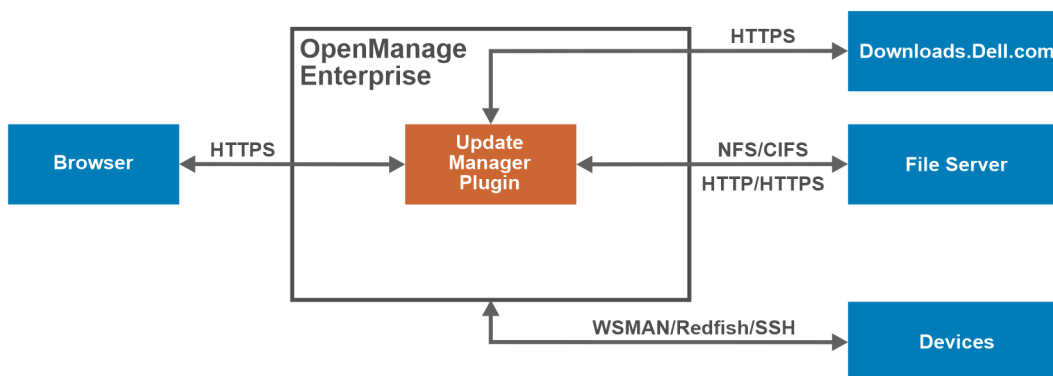 OpenManage
Enterprise
HTTPS
Downloads.Dell.com
Browser
HTTPS
Update
Manager
Plugin
NFS/CIFS
HTTP/HTTPS
File Server
WSMAN/Redfish/SSH
Devices